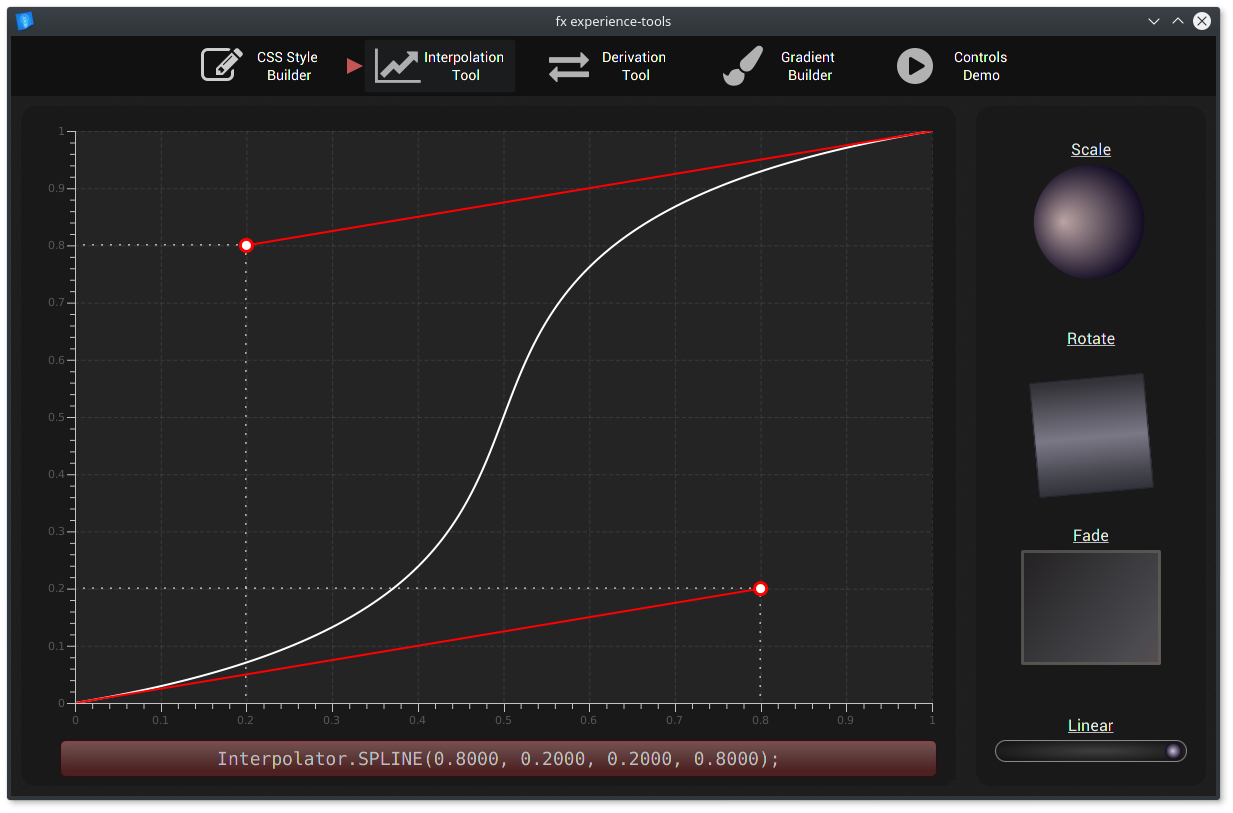 fx experience-tools
CSS Style
Builder
Interpolation
Tool
Derivation
Tool
Gradient
Builder
Controls
Demo
1
0.9
0.8
0.7
0.6
0.5
0.4
0.3
0.2
0.1
0
0 0.1 0.2 0.3 0.4 0.5 0.6 0.7 0.8 0.9 1
Interpolator.SPLINE(0.8000, 0.2000, 0.2000, 0.8000);
Scale
Rotate
Fade
Linear